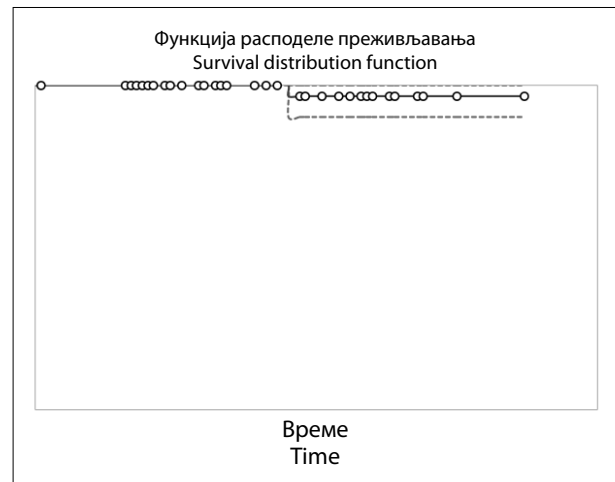 Функција расподеле преживљавања
Survival distribution function
Време
Time